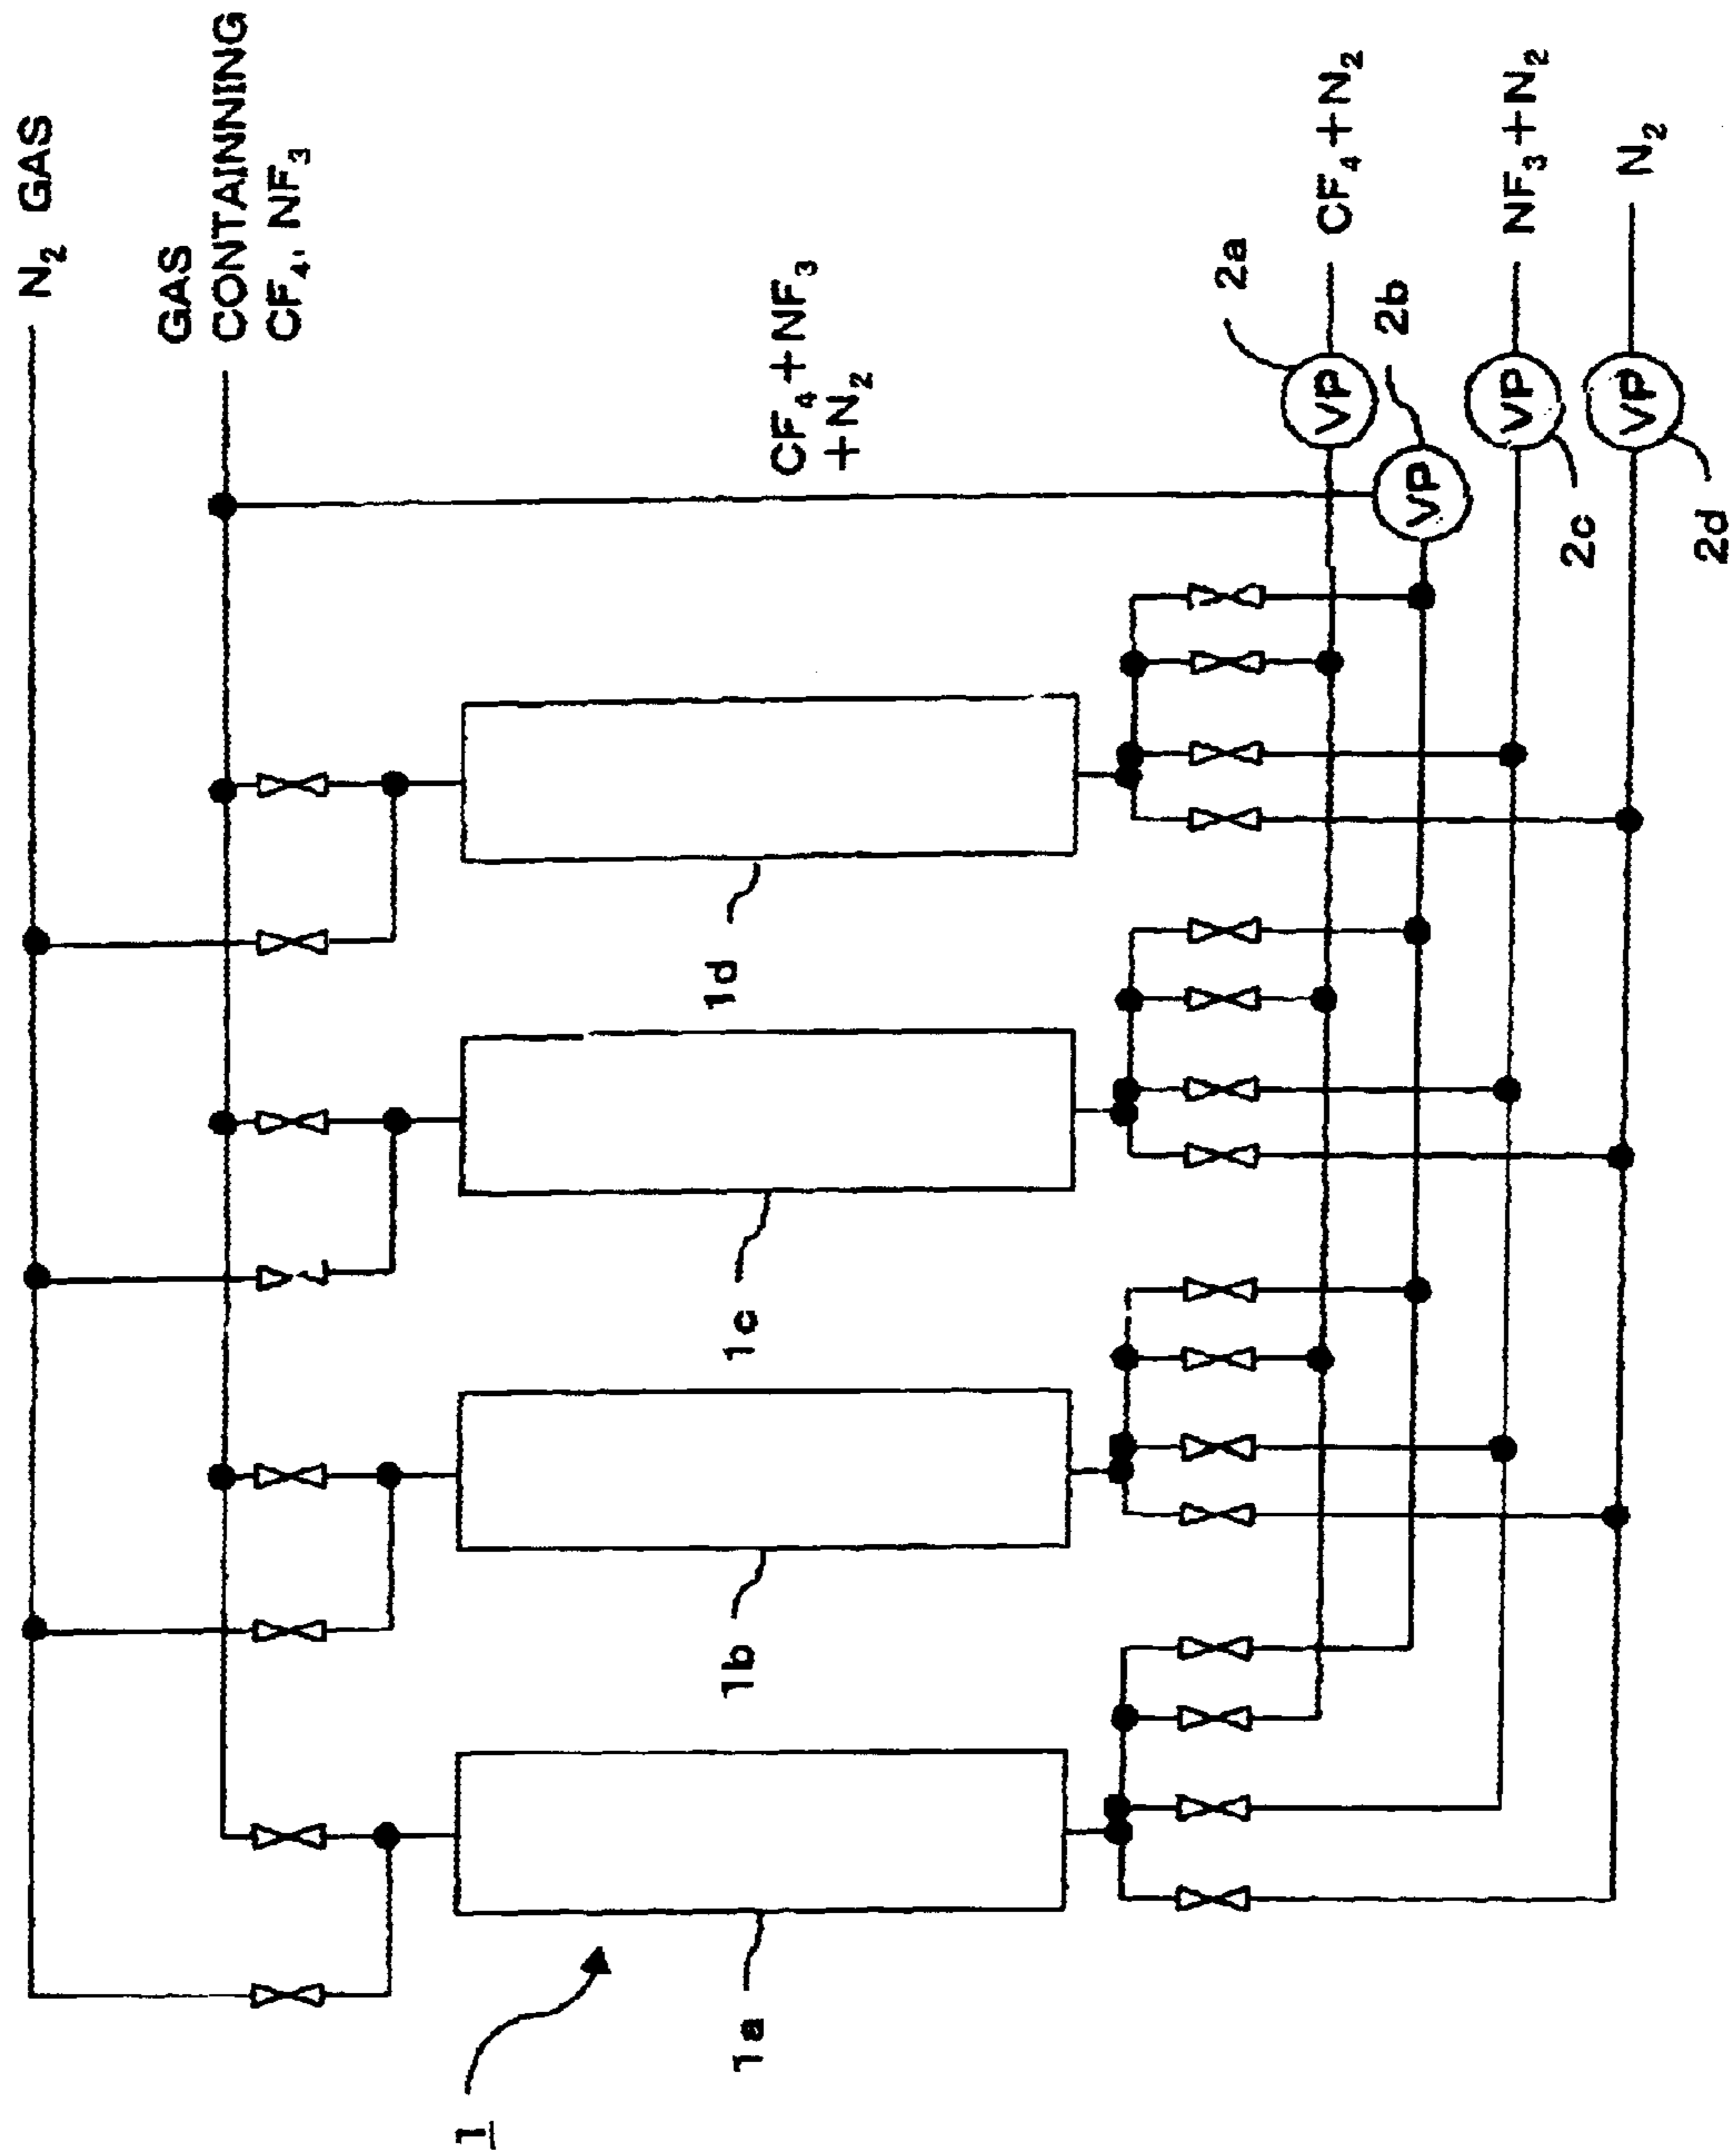 N₂ GAS
GAS
CONTAINNING
CF₄, NF₃
CF₄+NF₃
+N₂
CF₄+N₂
NF₃+N₂
N₂
2a
2b
2c
2d
VP
VP
VP
VP
1d
1c
1b
1a
1